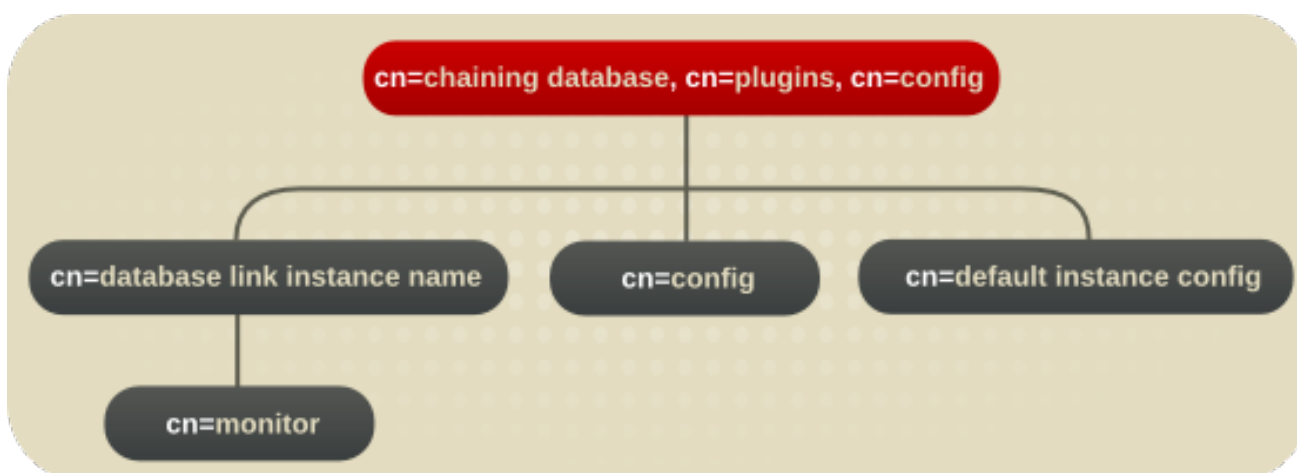 cn=chaining database, cn=plugins, cn=config
cn=database link instance name
cn=config
cn=default instance config
cn=monitor